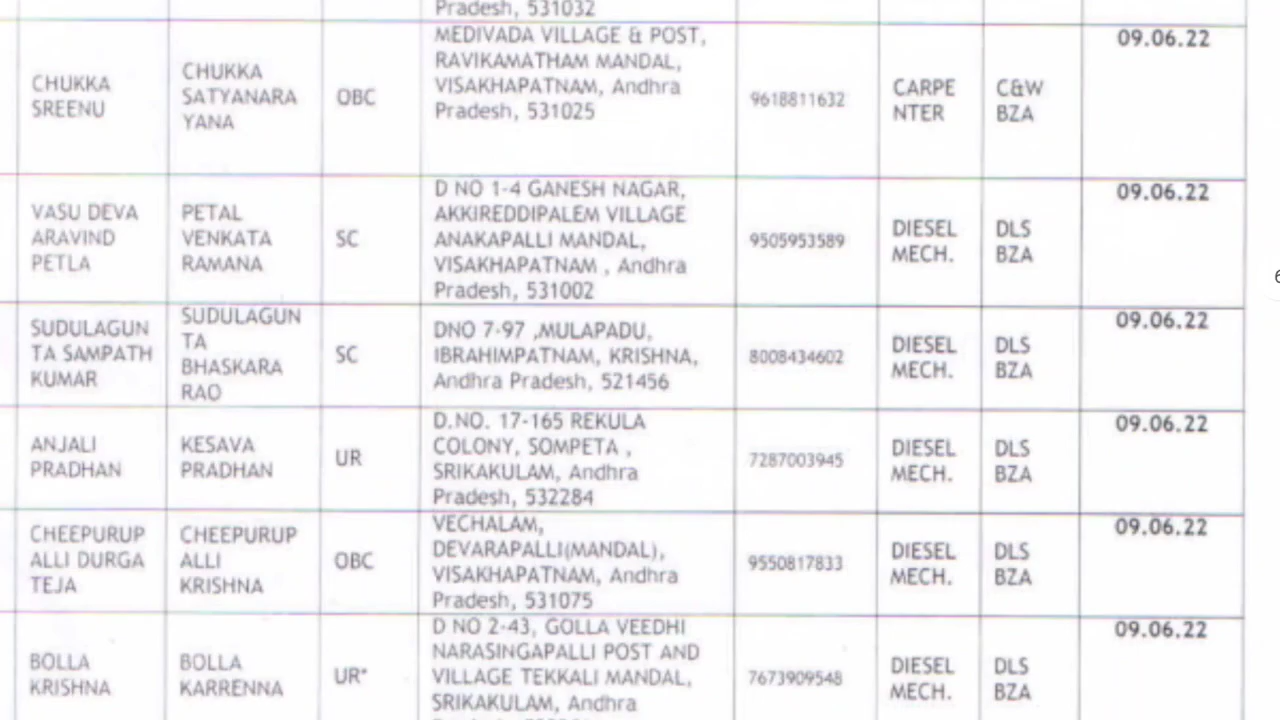 Pradesh, 531032
CHUKKA
SREENU
CHUKKA
SATYANARA
YANA
OBC
MEDIVADA VILLAGE & POST,
RAVIKAMATHAM MANDAL,
VISAKHAPATNAM, Andhra
Pradesh, 531025
9618811632
CARPE
NTER
C&W
BZA
09.06.22
VASU DEVA
ARAVIND
PETLA
PETAL
VENKATA
RAMANA
SC
D NO 1-4 GANESH NAGAR,
AKKIREDDIPALEM VILLAGE
ANAKAPALLI MANDAL,
VISAKHAPATNAM , Andhra
Pradesh, 531002
9505953589
DIESEL
MECH.
DLS
BZA
09.06.22
SUDULAGUN
TA SAMPATH
KUMAR
SUDULAGUN
TA
BHASKARA
RAO
SC
DNO 7-97 ,MULAPADU,
IBRAHIMPATNAM, KRISHNA,
Andhra Pradesh, 521456
8008434602
DIESEL
MECH.
DLS
BZA
09.06.22
ANJALI
PRADHAN
KESAVA
PRADHAN
UR
D.NO. 17-165 REKULA
COLONY, SOMPETA ,
SRIKAKULAM, Andhra
Pradesh, 532284
7287003945
DIESEL
MECH.
DLS
BZA
09.06.22
CHEEPURUP
ALLI DURGA
TEJA
CHEEPURUP
ALLI
KRISHNA
OBC
VECHALAM,
DEVARAPALLI(MANDAL),
VISAKHAPATNAM, Andhra
Pradesh, 531075
9550817833
DIESEL
MECH.
DLS
BZA
09.06.22
BOLLA
KRISHNA
BOLLA
KARRENNA
UR*
D NO 2-43, GOLLA VEEDHI
NARASINGAPALLI POST AND
VILLAGE TEKKALI MANDAL,
SRIKAKULAM, Andhra
7673909548
DIESEL
MECH.
DLS
BZA
09.06.22